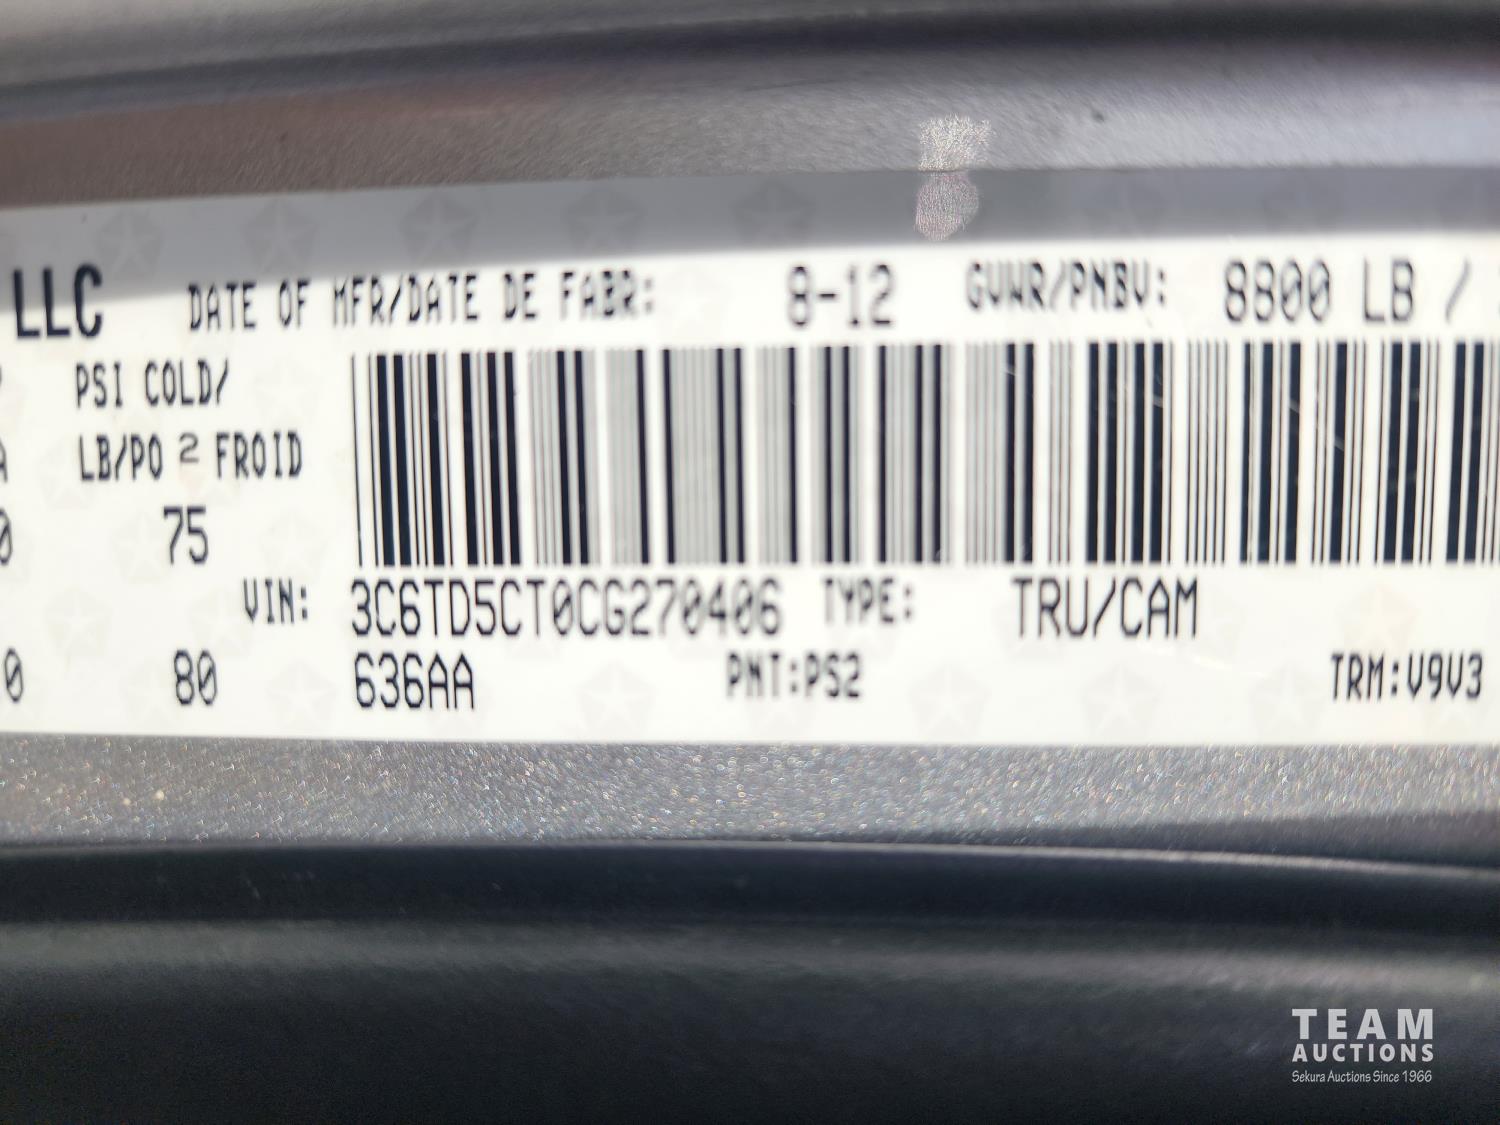 LLC DATE OF MFR/DATE DE FABR: 8-12 GVWR/PNBV: 8800 LB /
PSI COLD/
LB/PO 2 FROID
75
VIN: 3C6TD5CT0CG270406 TYPE: TRU/CAM
0 80 636AA PNT:PS2 TRM:V9V3
TEAM
AUCTIONS
Sekura Auctions Since 1966